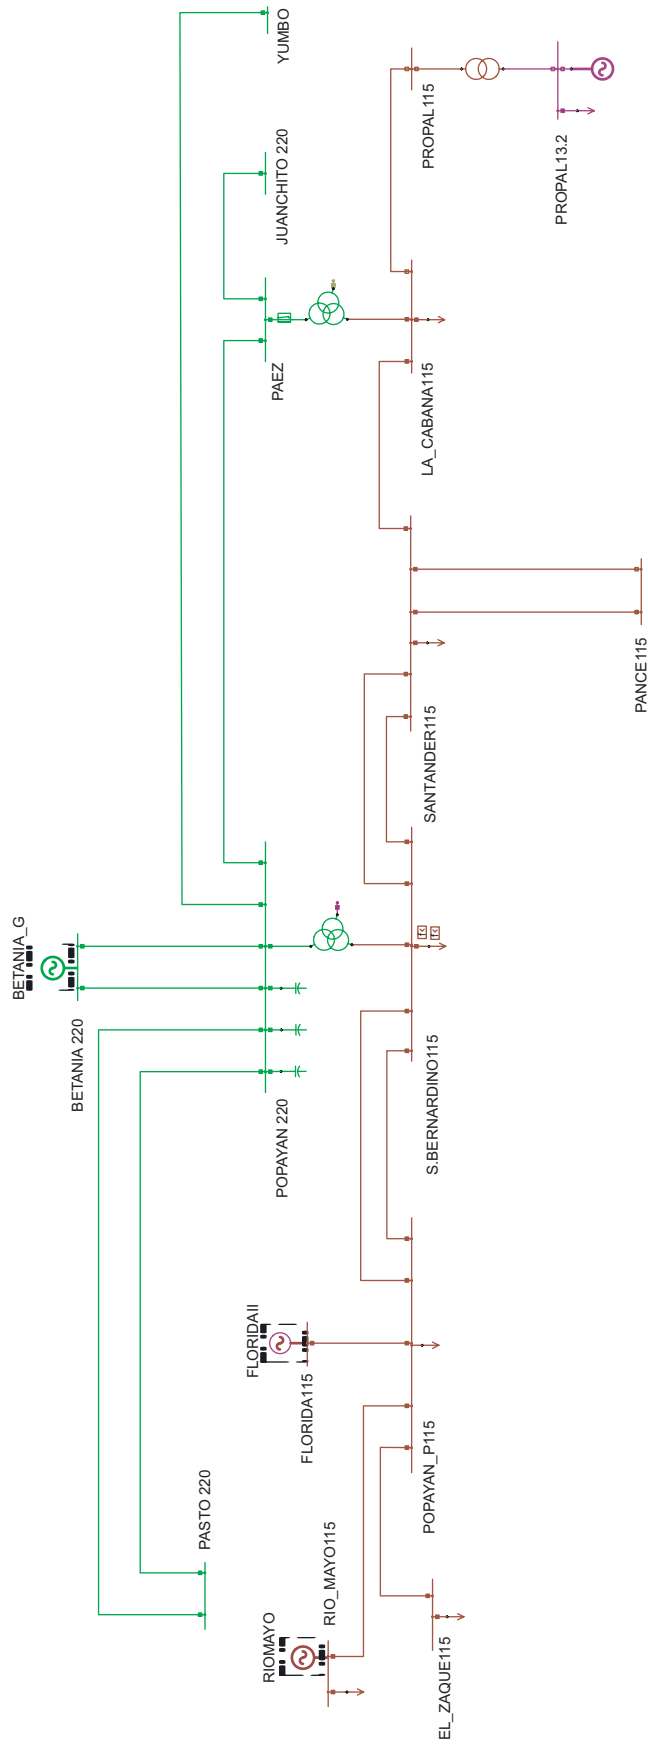 YUMBO
JUANCHITO 220
PROPAL115
PROPAL13.2
PAEZ
LA_CABANA115
PANCE115
SANTANDER115
BETANIA_G
BETANIA 220
POPAYAN 220
S.BERNARDINO115
FLORIDAII
FLORIDA115
POPAYAN_P115
PASTO 220
RIO_MAYO115
RIOMAYO
EL_ZAQUE115